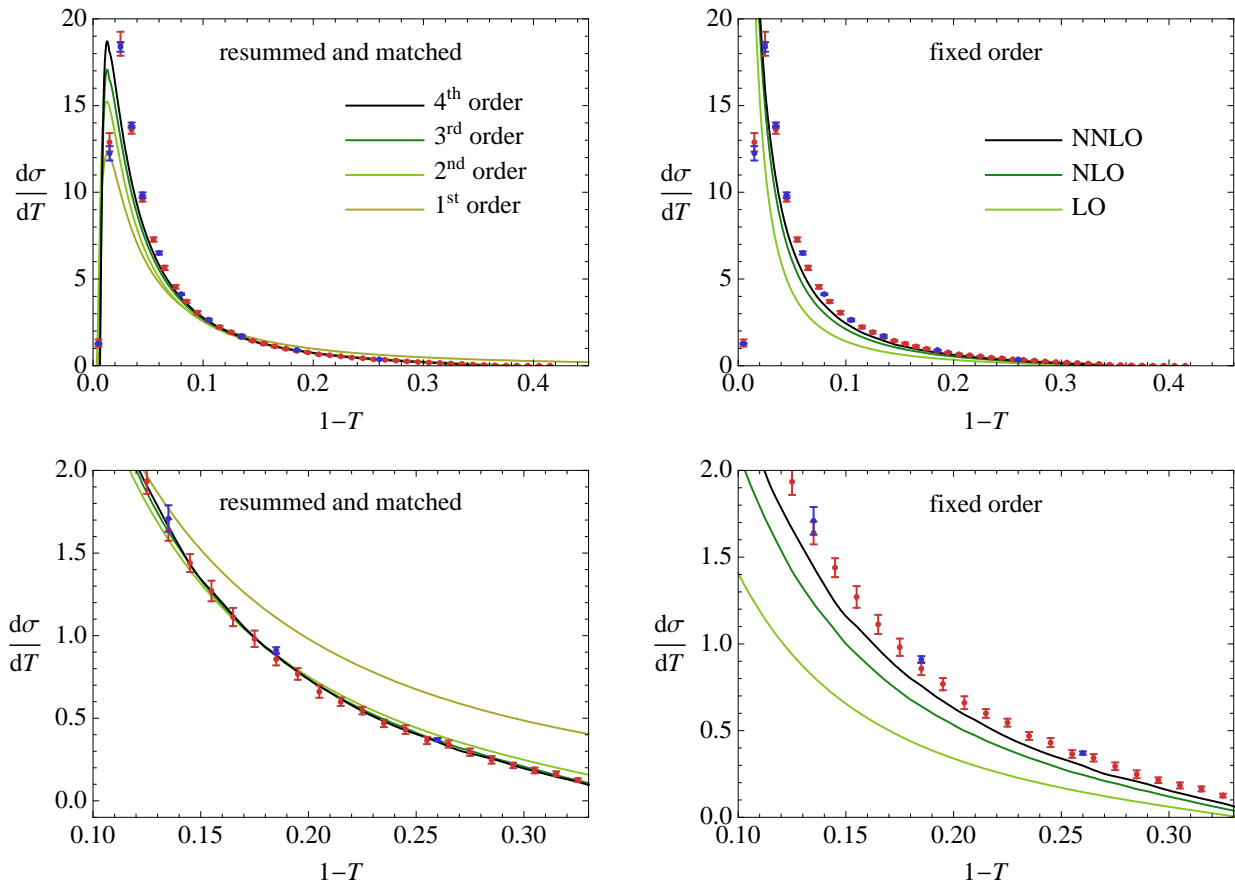 20
15
10
5
0
0.0
0.1
0.2
0.3
0.4
dσ
dT
1−T
resummed and matched
4th order
3rd order
2nd order
1st order
20
15
10
5
0
0.0
0.1
0.2
0.3
0.4
dσ
dT
1−T
fixed order
NNLO
NLO
LO
2.0
1.5
1.0
0.5
0.0
0.10
0.15
0.20
0.25
0.30
dσ
dT
1−T
resummed and matched
2.0
1.5
1.0
0.5
0.0
0.10
0.15
0.20
0.25
0.30
dσ
dT
1−T
fixed order